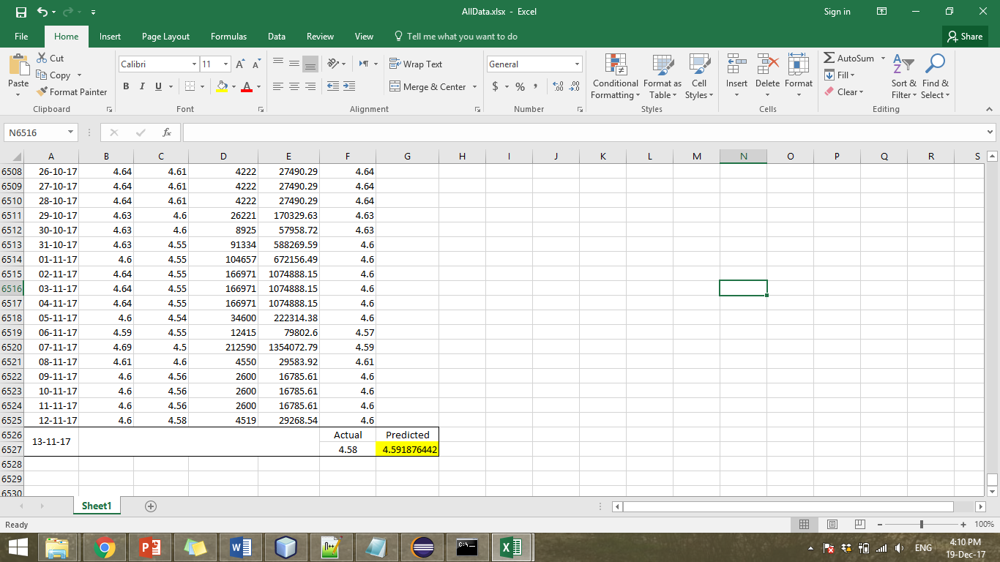 AllData.xlsx - Excel
Sign in
File Home Insert Page Layout Formulas Data Review View Tell me what you want to do Share
Paste Cut Copy Format Painter
Calibri 11 A A B I U A
Wrap Text Merge & Center
General $ % , .0 .00 .00 .0
Conditional Formatting Format as Table Cell Styles
Insert Delete Format
AutoSum Fill Clear A Z Sort & Filter Find & Select
Clipboard Font Alignment Number Styles Cells Editing
N6516 fx
A B C D E F G H I J K L M N O P Q R S
6508 26-10-17 4.64 4.61 4222 27490.29 4.64
6509 27-10-17 4.64 4.61 4222 27490.29 4.64
6510 28-10-17 4.64 4.61 4222 27490.29 4.64
6511 29-10-17 4.63 4.6 26221 170329.63 4.63
6512 30-10-17 4.63 4.6 8925 57958.72 4.63
6513 31-10-17 4.63 4.55 91334 588269.59 4.6
6514 01-11-17 4.6 4.55 104657 672156.49 4.6
6515 02-11-17 4.64 4.55 166971 1074888.15 4.6
6516 03-11-17 4.64 4.55 166971 1074888.15 4.6
6517 04-11-17 4.64 4.55 166971 1074888.15 4.6
6518 05-11-17 4.6 4.54 34600 222314.38 4.6
6519 06-11-17 4.59 4.55 12415 79802.6 4.57
6520 07-11-17 4.69 4.5 212590 1354072.79 4.59
6521 08-11-17 4.61 4.6 4550 29583.92 4.61
6522 09-11-17 4.6 4.56 2600 16785.61 4.6
6523 10-11-17 4.6 4.56 2600 16785.61 4.6
6524 11-11-17 4.6 4.56 2600 16785.61 4.6
6525 12-11-17 4.6 4.58 4519 29268.54 4.6
6526 13-11-17 Actual Predicted
6527 4.58 4.591876442
6528
6529
6530
Sheet1
Ready 100%
ENG 4:10 PM
19-Dec-17